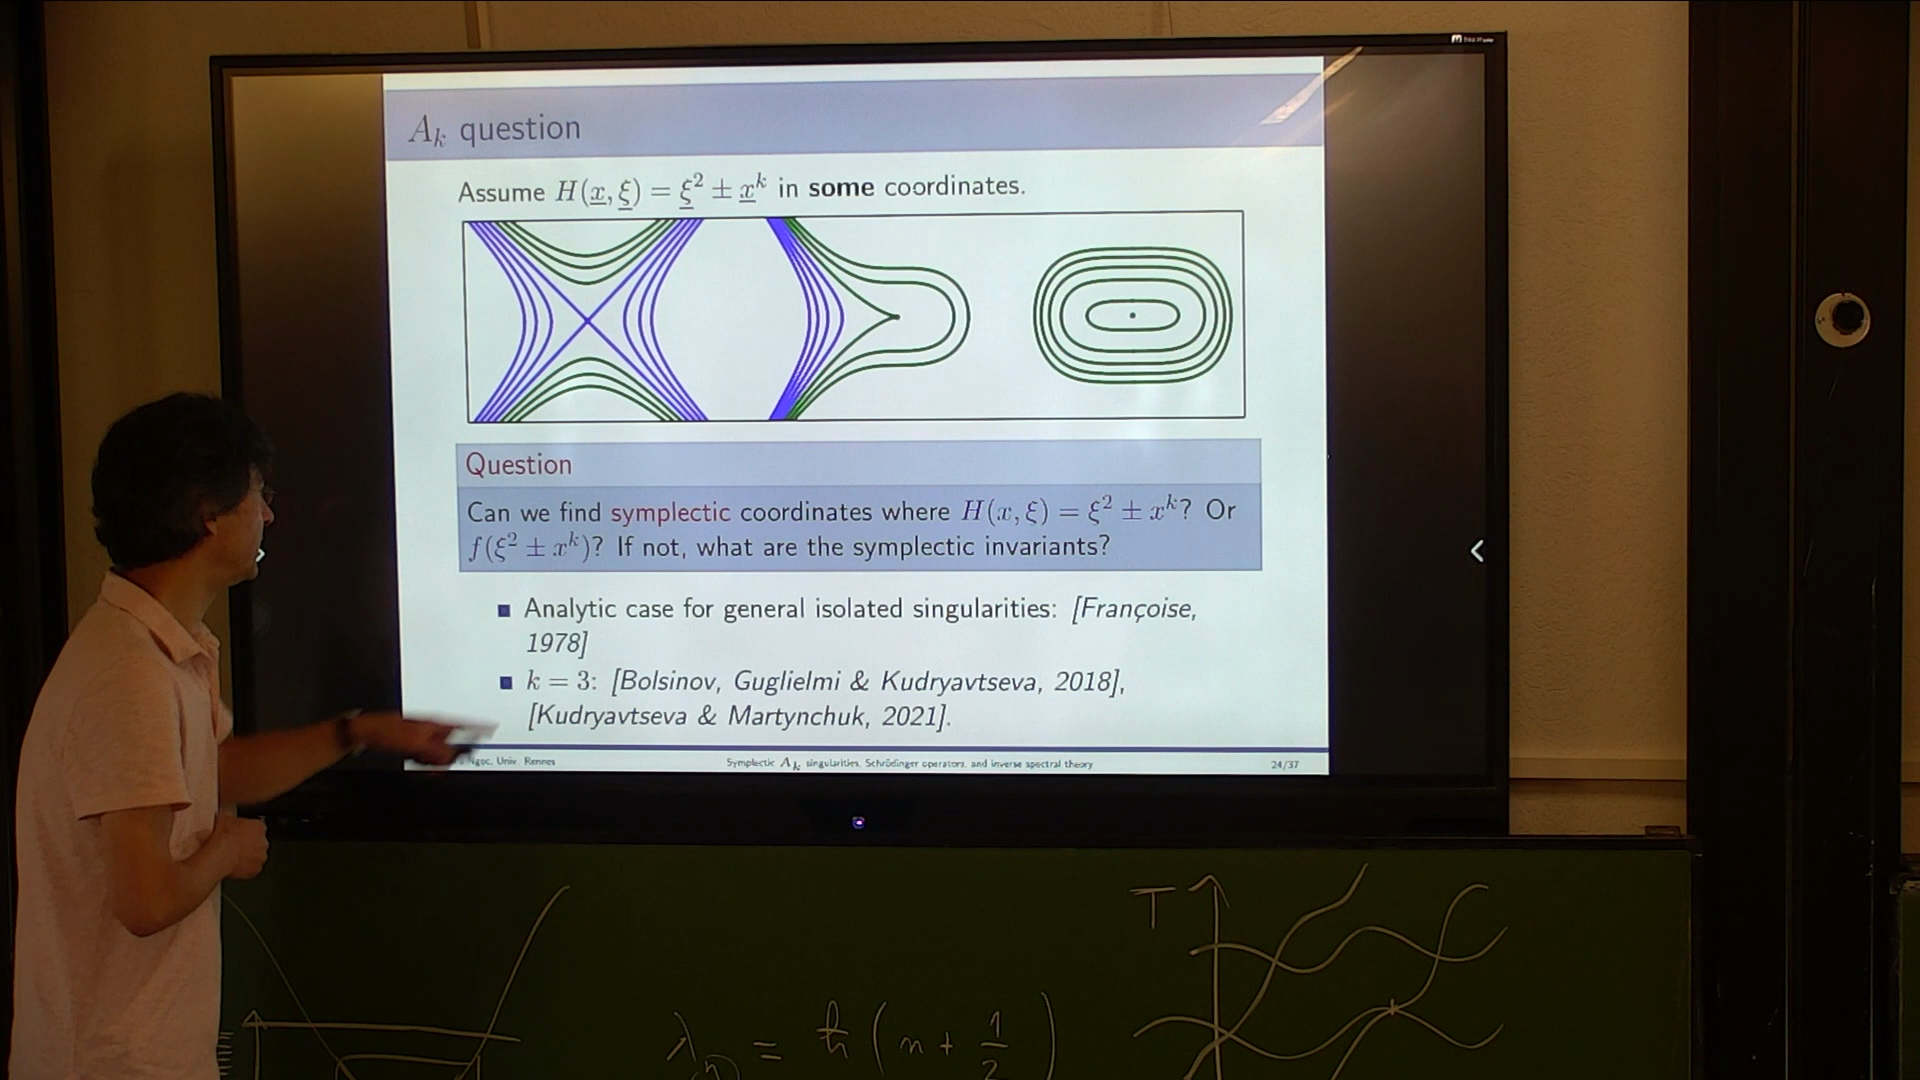 A_k question
Assume H(x, ξ) = ξ² ± x^k in some coordinates.
Question
Can we find symplectic coordinates where H(x, ξ) = ξ² ± x^k? Or
f(ξ² ± x^k)? If not, what are the symplectic invariants?
Analytic case for general isolated singularities: [Françoise,
1978]
k = 3: [Bolsinov, Guglielmi & Kudryavtseva, 2018],
[Kudryavtseva & Martynchuk, 2021].
Ngọc, Univ. Rennes Symplectic A_k singularities, Schrödinger operators, and inverse spectral theory 24/37
T
λ = ħ(n + 1/2)